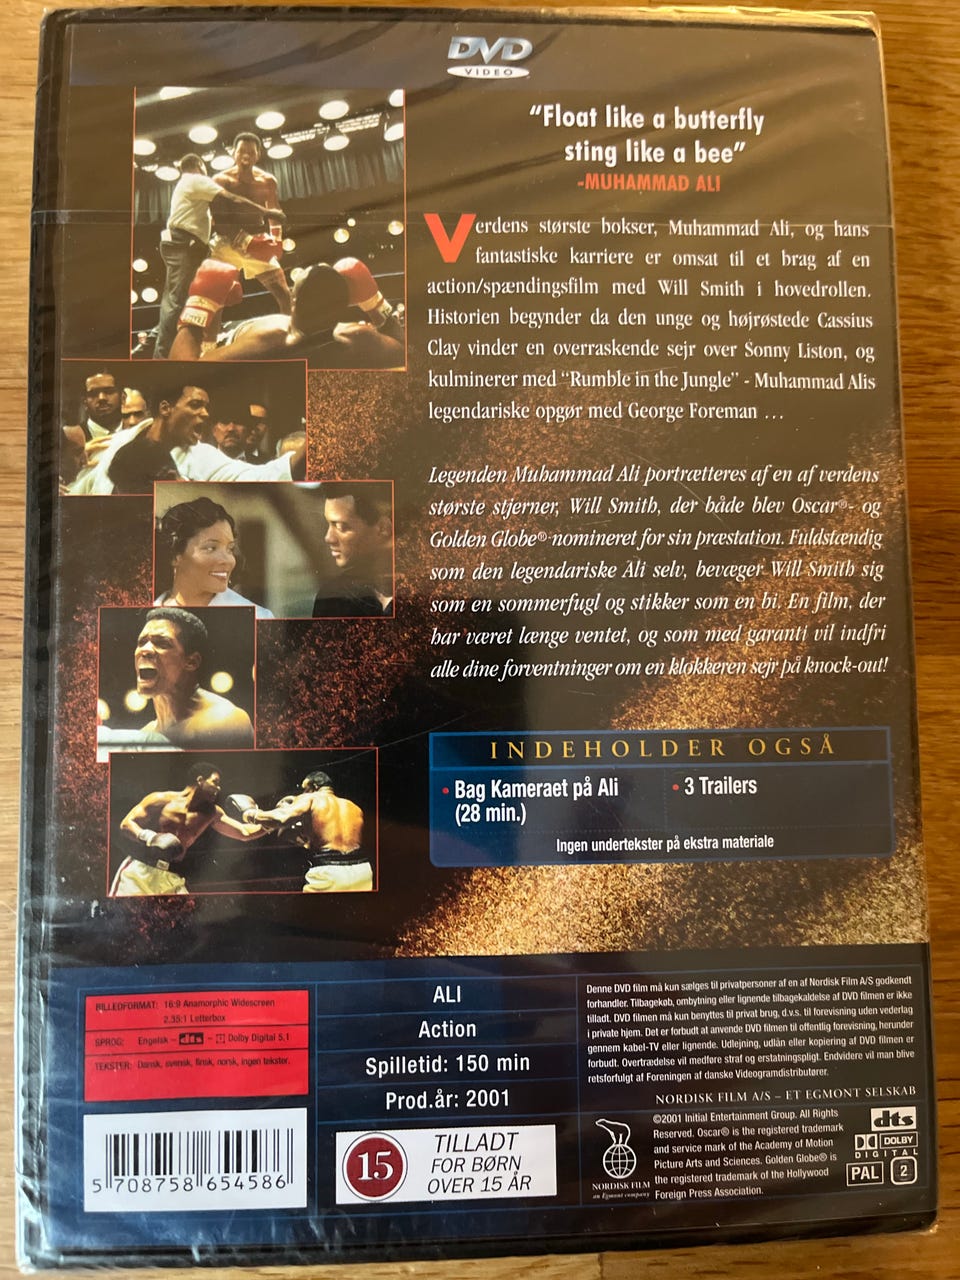 DVD
VIDEO
“Float like a butterfly
sting like a bee”
-MUHAMMAD ALI
Verdens største bokser, Muhammad Ali, og hans
fantastiske karriere er omsat til et brag af en
action/spændingsfilm med Will Smith i hovedrollen.
Historien begynder da den unge og højrøstede Cassius
Clay vinder en overraskende sejr over Sonny Liston, og
kulminerer med “Rumble in the Jungle” - Muhammad Alis
legendariske opgør med George Foreman ...
Legenden Muhammad Ali portrætteres af en af verdens
største stjerner, Will Smith, der både blev Oscar®- og
Golden Globe®-nomineret for sin præstation. Fuldstændig
som den legendariske Ali selv, bevæger Will Smith sig
som en sommerfugl og stikker som en bi. En film, der
har været længe ventet, og som med garanti vil indfri
alle dine forventninger om en klokkeren sejr på knock-out!
INDEHOLDER OGSÅ
• Bag Kameraet på Ali
(28 min.)
• 3 Trailers
Ingen undertekster på ekstra materiale
BILLEDFORMAT: 16:9 Anamorphic Widescreen
2.35:1 Letterbox
SPROG: Engelsk – dts – Dolby Digital 5.1
TEKSTER: Dansk, svensk, finsk, norsk, ingen tekster.
5 708758 654586
ALI
Action
Spilletid: 150 min
Prod.år: 2001
15
TILLADT
FOR BØRN
OVER 15 ÅR
Denne DVD film må kun sælges til privatpersoner af en af Nordisk Film A/S godkendt
forhandler. Tilbagekøb, ombytning eller lignende tilbagekaldelse af DVD filmen er ikke
tilladt. DVD filmen må kun benyttes til privat brug, d.v.s. til forevisning uden vederlag
i private hjem. Det er forbudt at anvende DVD filmen til offentlig forevisning, herunder
gennem kabel-TV eller lignende. Udlejning, udlån eller kopiering af DVD filmen er
forbudt. Overtrædelse vil medføre straf og erstatningspligt. Endvidere vil man blive
retsforfulgt af Foreningen af danske Videogramdistributører.
NORDISK FILM A/S – ET EGMONT SELSKAB
NORDISK FILM
an Egmont company
©2001 Initial Entertainment Group. All Rights
Reserved. Oscar® is the registered trademark
and service mark of the Academy of Motion
Picture Arts and Sciences. Golden Globe® is
the registered trademark of the Hollywood
Foreign Press Association.
dts
DOLBY
DIGITAL
PAL
2